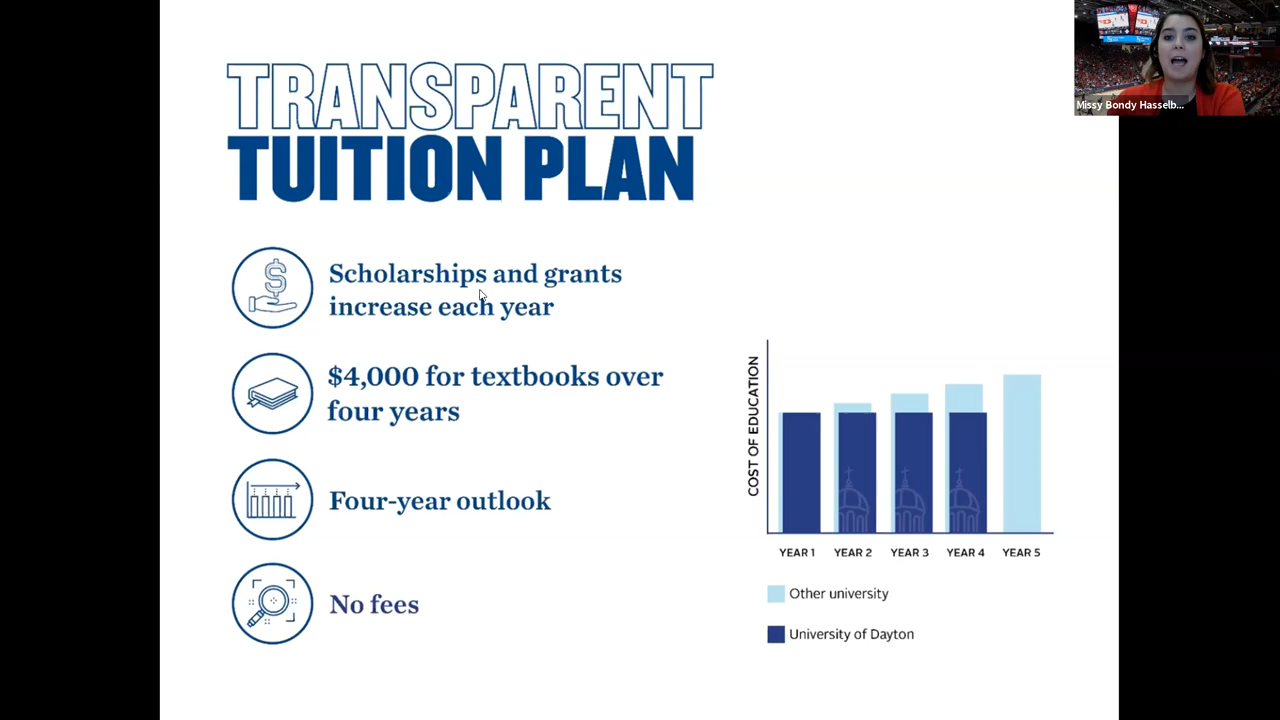 TRANSPARENT
TUITION PLAN
Missy Bondy Hasselb...
Scholarships and grants
increase each year
$4,000 for textbooks over
four years
Four-year outlook
No fees
COST OF EDUCATION
YEAR 1
YEAR 2
YEAR 3
YEAR 4
YEAR 5
Other university
University of Dayton